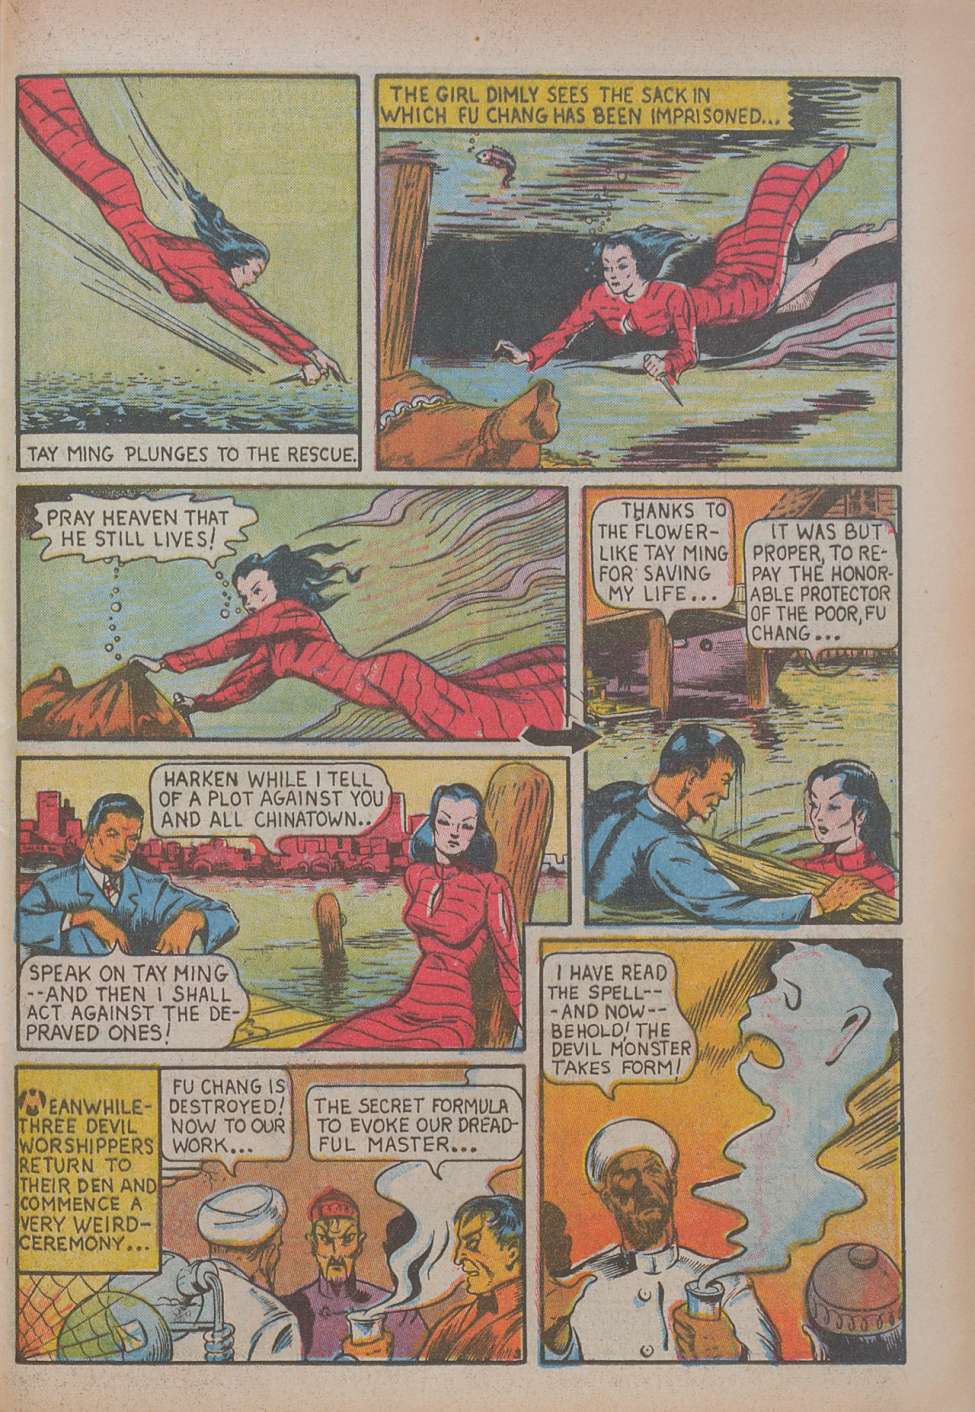 TAY MING PLUNGES TO THE RESCUE.
THE GIRL DIMLY SEES THE SACK IN
WHICH FU CHANG HAS BEEN IMPRISONED...
PRAY HEAVEN THAT
HE STILL LIVES!
THANKS TO
THE FLOWER-
LIKE TAY MING
FOR SAVING
MY LIFE...
IT WAS BUT
PROPER, TO RE-
PAY THE HONOR-
ABLE PROTECTOR
OF THE POOR, FU
CHANG...
HARKEN WHILE I TELL
OF A PLOT AGAINST YOU
AND ALL CHINATOWN..
SPEAK ON TAY MING
--AND THEN I SHALL
ACT AGAINST THE DE-
PRAVED ONES!
MEANWHILE-
THREE DEVIL
WORSHIPPERS
RETURN TO
THEIR DEN AND
COMMENCE A
VERY WEIRD-
CEREMONY...
FU CHANG IS
DESTROYED!
NOW TO OUR
WORK...
THE SECRET FORMULA
TO EVOKE OUR DREAD-
FUL MASTER...
I HAVE READ
THE SPELL--
-AND NOW--
BEHOLD! THE
DEVIL MONSTER
TAKES FORM!